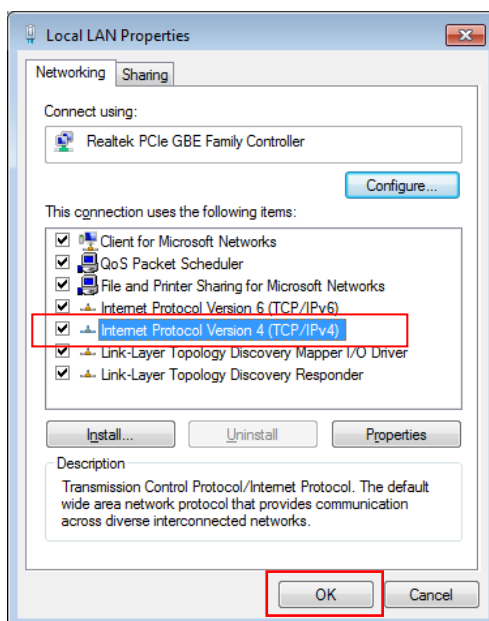 Local LAN Properties
Networking
Sharing
Connect using:
Realtek PCIe GBE Family Controller
Configure...
This connection uses the following items:
Client for Microsoft Networks
QoS Packet Scheduler
File and Printer Sharing for Microsoft Networks
Internet Protocol Version 6 (TCP/IPv6)
Internet Protocol Version 4 (TCP/IPv4)
Link-Layer Topology Discovery Mapper I/O Driver
Link-Layer Topology Discovery Responder
Install...
Uninstall
Properties
Description
Transmission Control Protocol/Internet Protocol. The default
wide area network protocol that provides communication
across diverse interconnected networks.
OK
Cancel